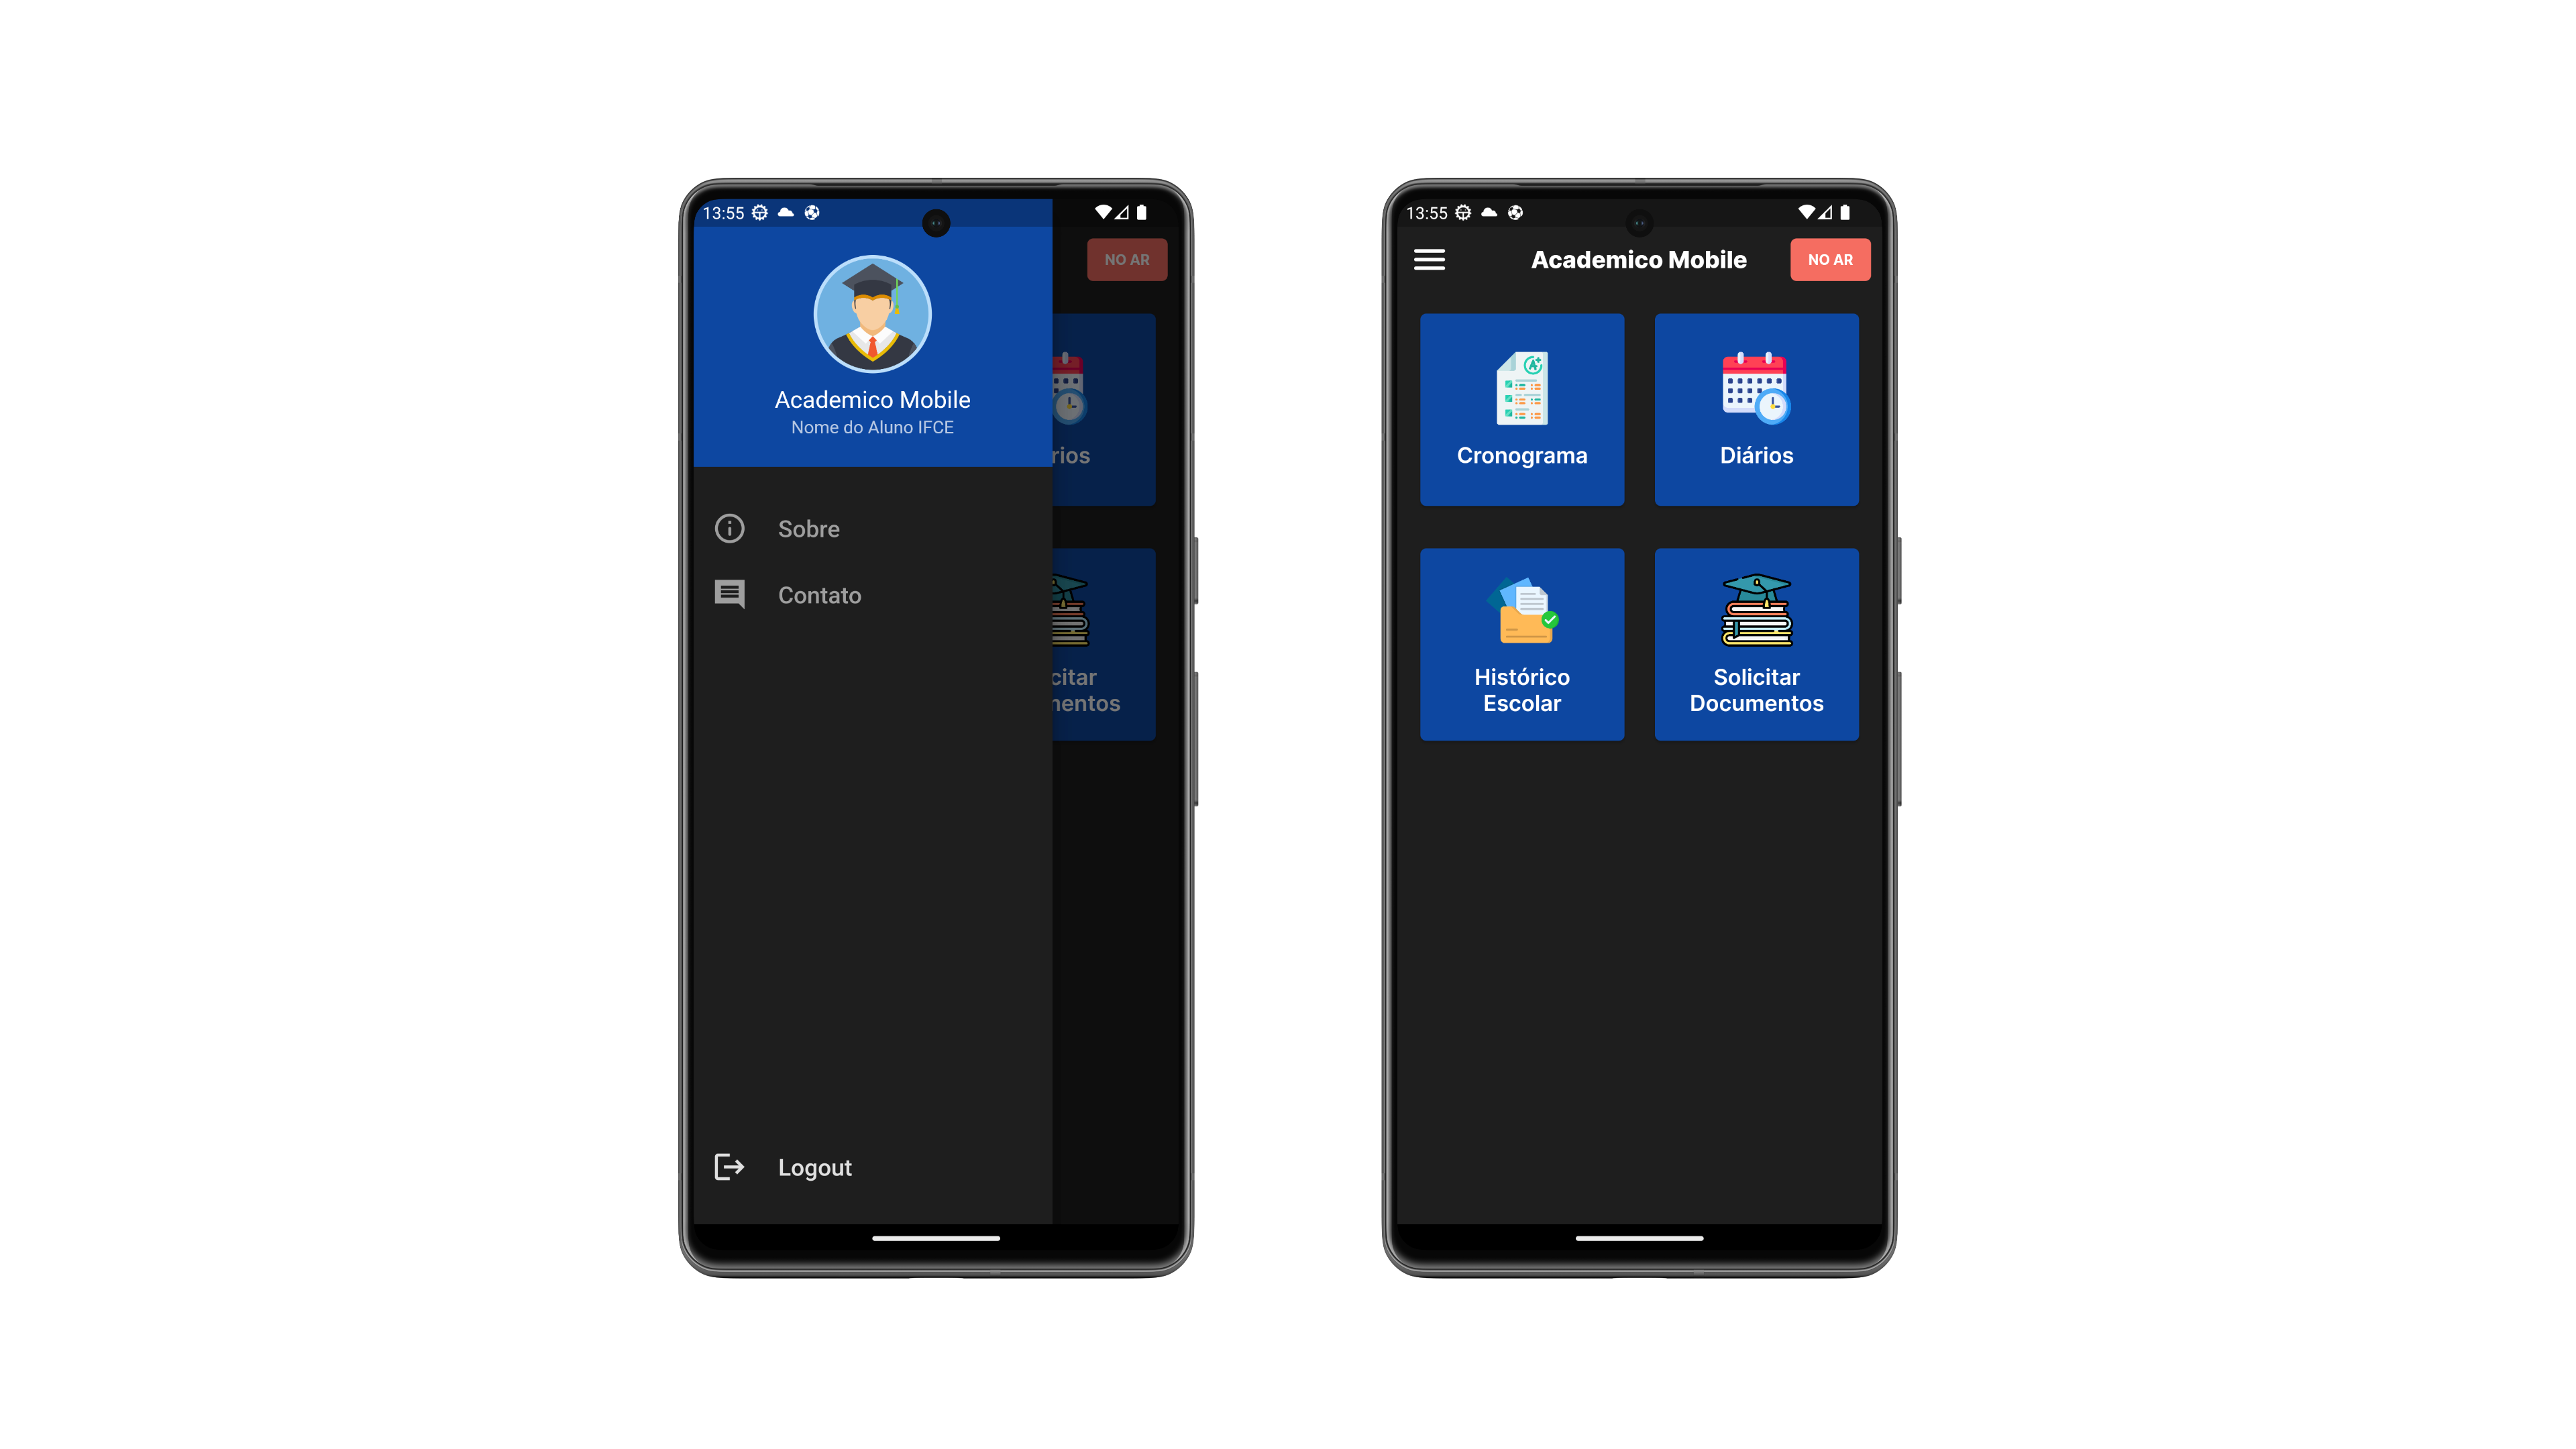 13:55
NO AR
Academico Mobile
Nome do Aluno IFCE
rios
Sobre
Contato
citar
mentos
Logout
13:55
Academico Mobile
NO AR
Cronograma
Diários
Histórico
Escolar
Solicitar
Documentos